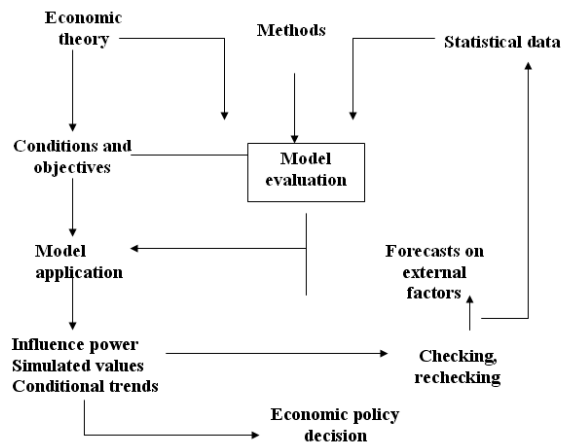 Economic
theory
Methods
Statistical data
Conditions and
objectives
Model
evaluation
Model
application
Forecasts on
external
factors
Influence power
Simulated values
Conditional trends
Checking,
rechecking
Economic policy
decision